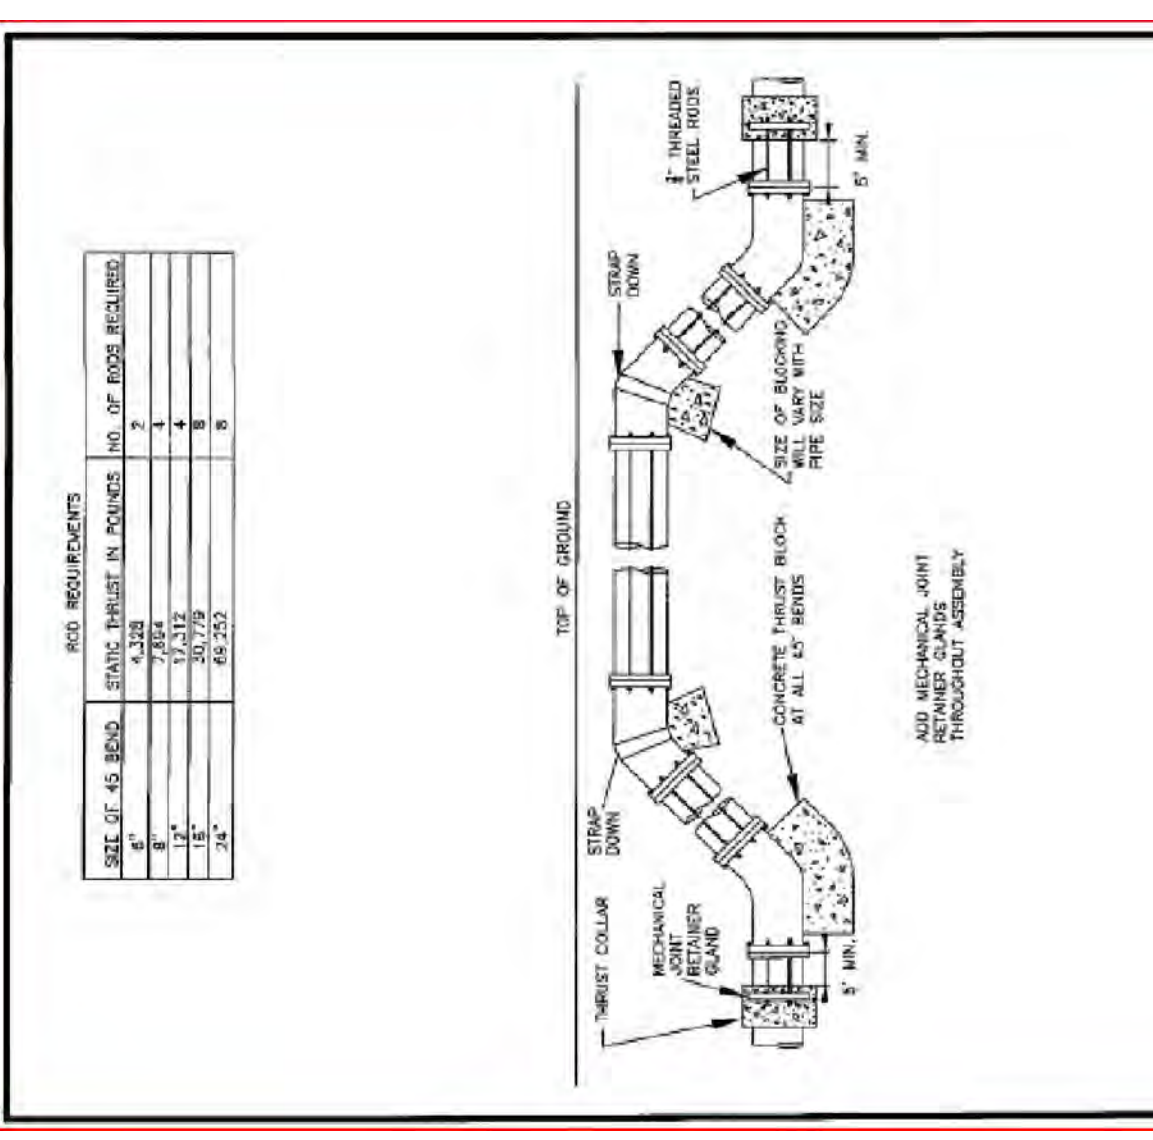 ROD REQUIREMENTS
SIZE OF 45 BEND STATIC THRUST IN POUNDS NO. OF RODS REQUIRED
6" 4,328 2
8" 7,694 4
12" 17,312 4
16" 30,779 8
24" 69,252 8
TOP OF GROUND
THRUST COLLAR
MECHANICAL
JOINT
RETAINER
GLAND
STRAP
DOWN
STRAP
DOWN
THREADED
STEEL RODS
5' MIN.
CONCRETE THRUST BLOCK
AT ALL 45° BENDS
SIZE OF BLOCKING
WILL VARY WITH
PIPE SIZE
5' MIN.
ADD MECHANICAL JOINT
RETAINER GLANDS
THROUGHOUT ASSEMBLY